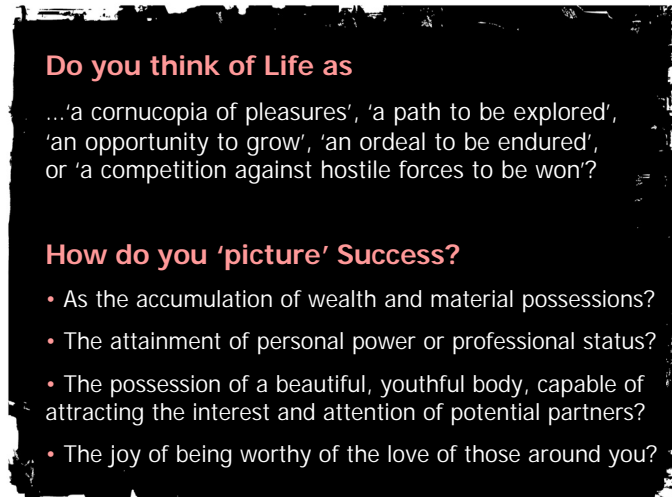 Do you think of Life as
...‘a cornucopia of pleasures’, ‘a path to be explored’,
‘an opportunity to grow’, ‘an ordeal to be endured’,
or ‘a competition against hostile forces to be won’?
How do you ‘picture’ Success?
• As the accumulation of wealth and material possessions?
• The attainment of personal power or professional status?
• The possession of a beautiful, youthful body, capable of
attracting the interest and attention of potential partners?
• The joy of being worthy of the love of those around you?